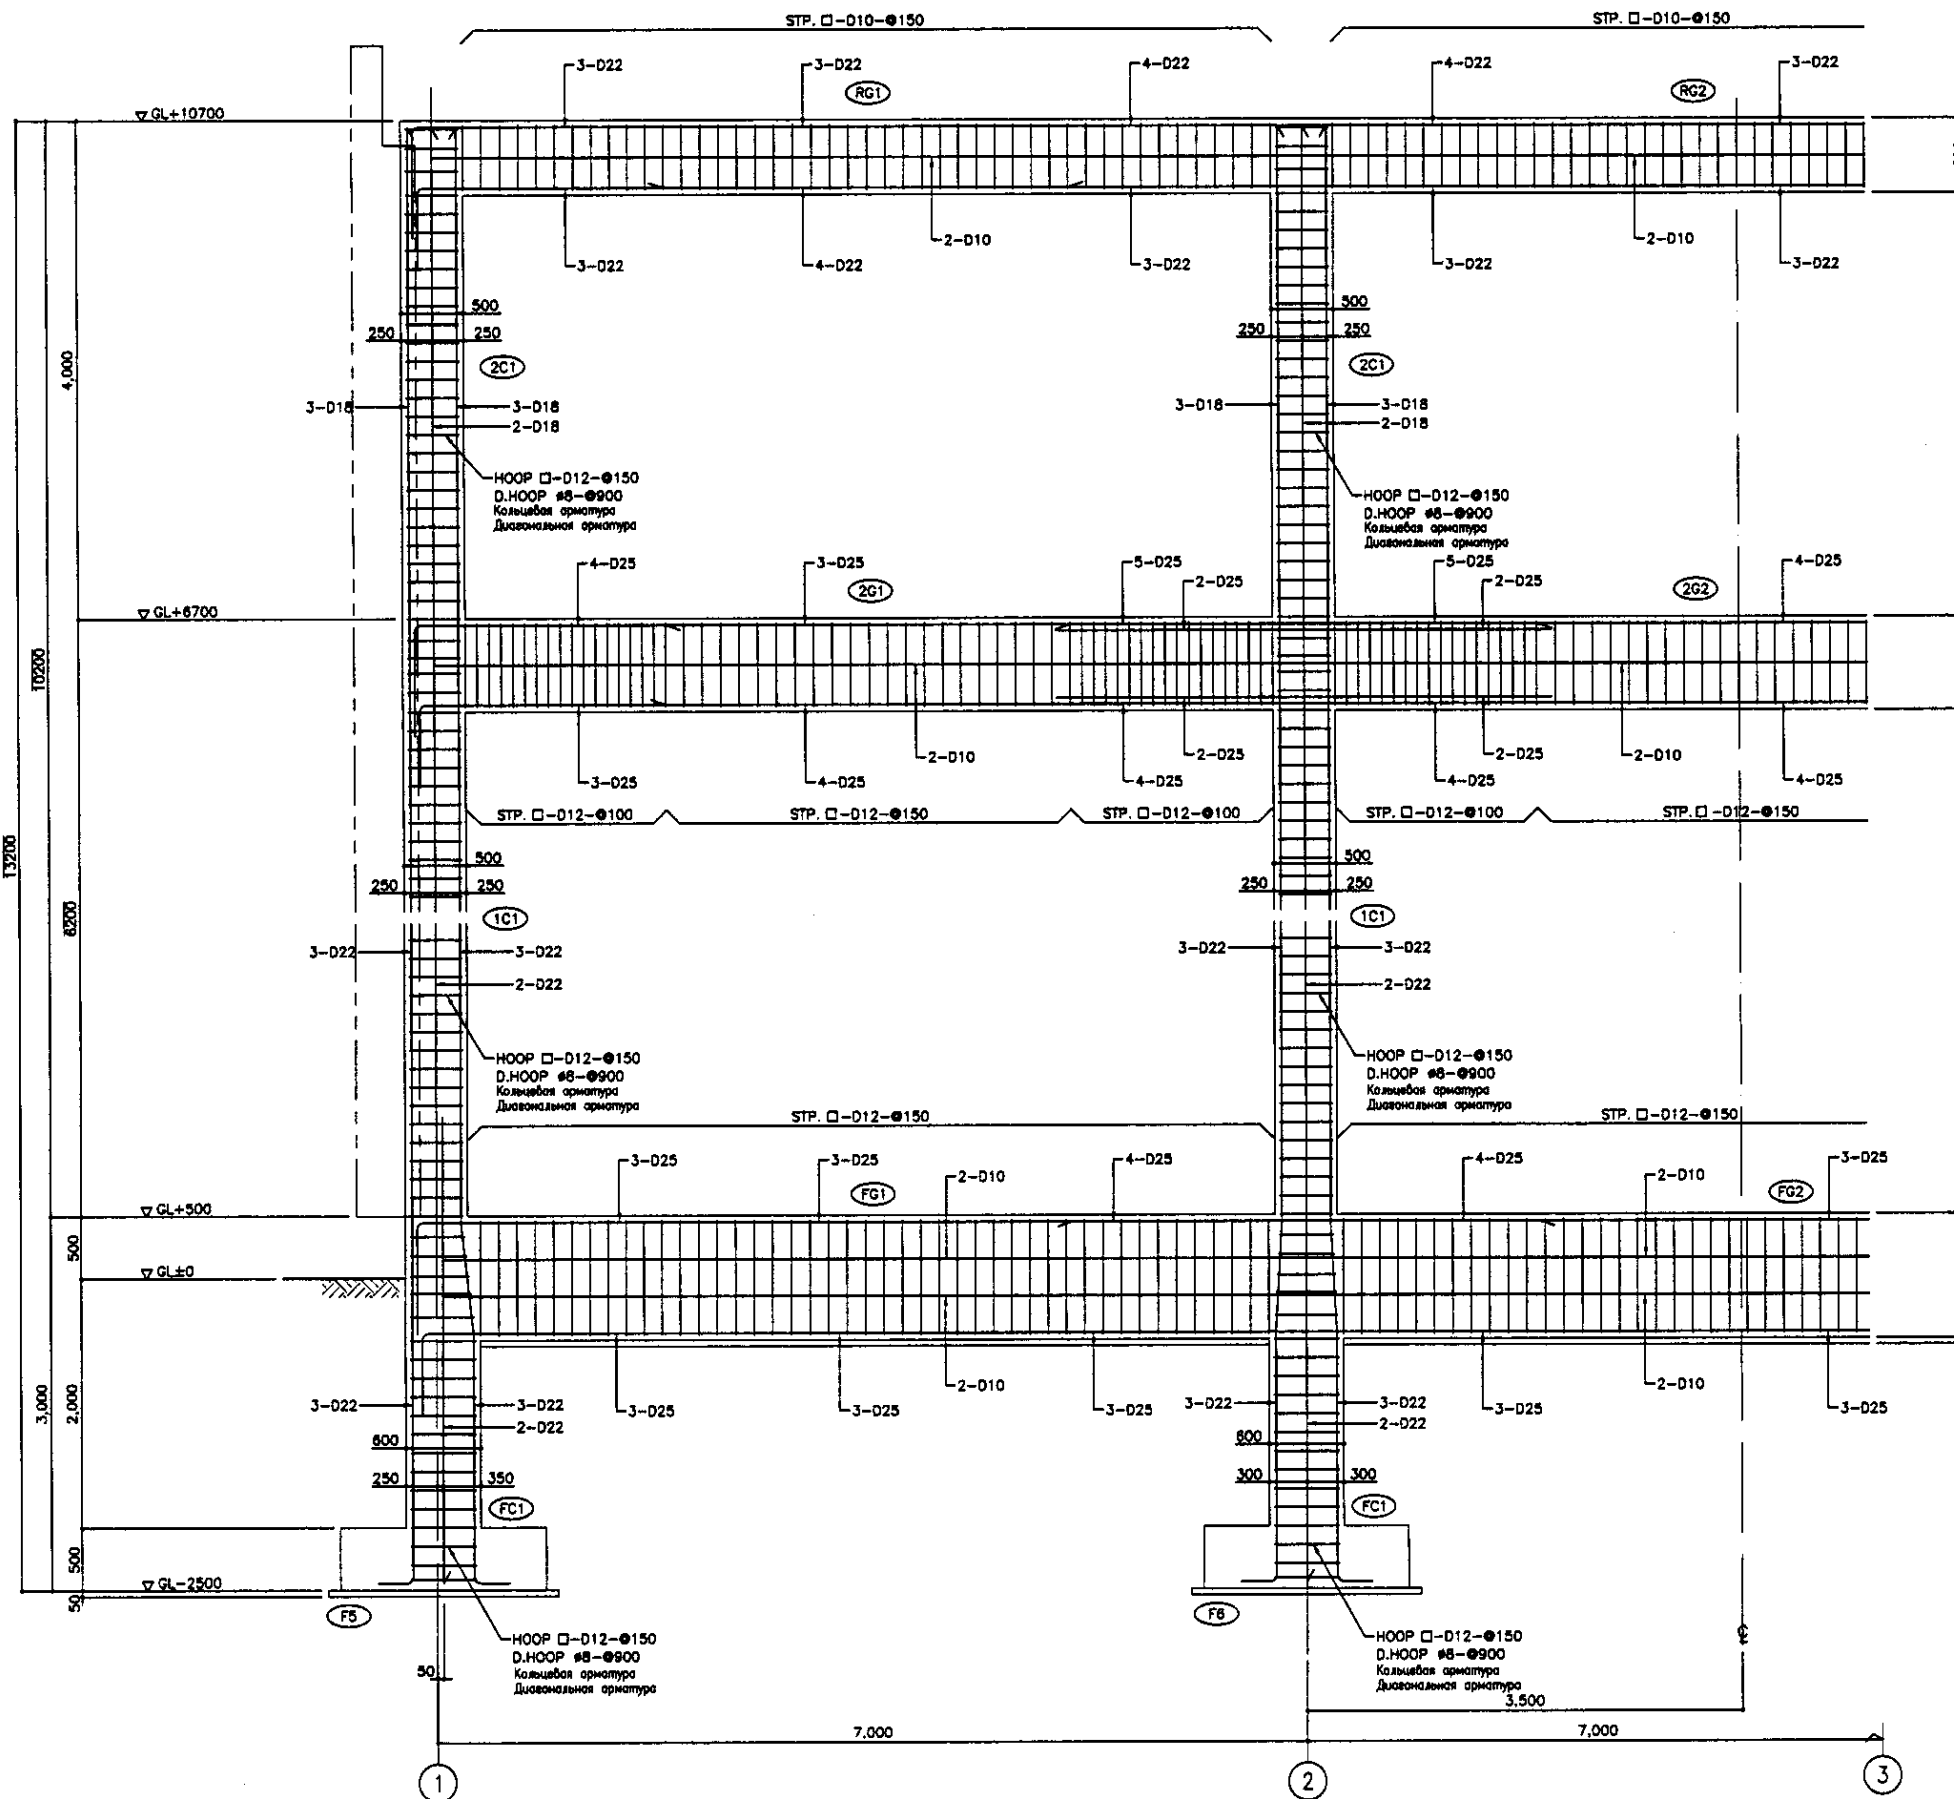 STP. □-D10-@150
STP. □-D10-@150
3-D22
3-D22
4-D22
4-D22
3-D22
RG1
RG2
▽ GL+10700
2-D10
2-D10
3-D22
4-D22
3-D22
3-D22
3-D22
500
250
250
500
250
250
2C1
2C1
4,000
3-D18
3-D18
2-D18
3-D18
3-D18
2-D18
HOOP □-D12-@150
D.HOOP ø8-@900
Кольцевая арматура
Диагональная арматура
HOOP □-D12-@150
D.HOOP ø8-@900
Кольцевая арматура
Диагональная арматура
4-D25
3-D25
5-D25
2-D25
5-D25
2-D25
4-D25
2G1
2G2
▽ GL+6700
10200
2-D10
2-D25
2-D25
2-D10
3-D25
4-D25
4-D25
4-D25
4-D25
STP. □-D12-@100
STP. □-D12-@150
STP. □-D12-@100
STP. □-D12-@100
STP. □-D12-@150
13200
6200
500
250
250
500
250
250
1C1
1C1
3-D22
3-D22
2-D22
3-D22
3-D22
2-D22
HOOP □-D12-@150
D.HOOP ø8-@900
Кольцевая арматура
Диагональная арматура
HOOP □-D12-@150
D.HOOP ø8-@900
Кольцевая арматура
Диагональная арматура
STP. □-D12-@150
STP. □-D12-@150
3-D25
3-D25
2-D10
4-D25
4-D25
2-D10
3-D25
FG1
FG2
▽ GL+500
500
▽ GL±0
2-D10
2-D10
3-D25
3-D25
3-D25
3-D25
3-D25
3,000
2,000
3-D22
3-D22
2-D22
3-D22
3-D22
2-D22
600
250
350
600
300
300
FC1
FC1
500
▽ GL-2500
50
F5
F6
HOOP □-D12-@150
D.HOOP ø8-@900
Кольцевая арматура
Диагональная арматура
HOOP □-D12-@150
D.HOOP ø8-@900
Кольцевая арматура
Диагональная арматура
50
3,500
7,000
7,000
1
2
3